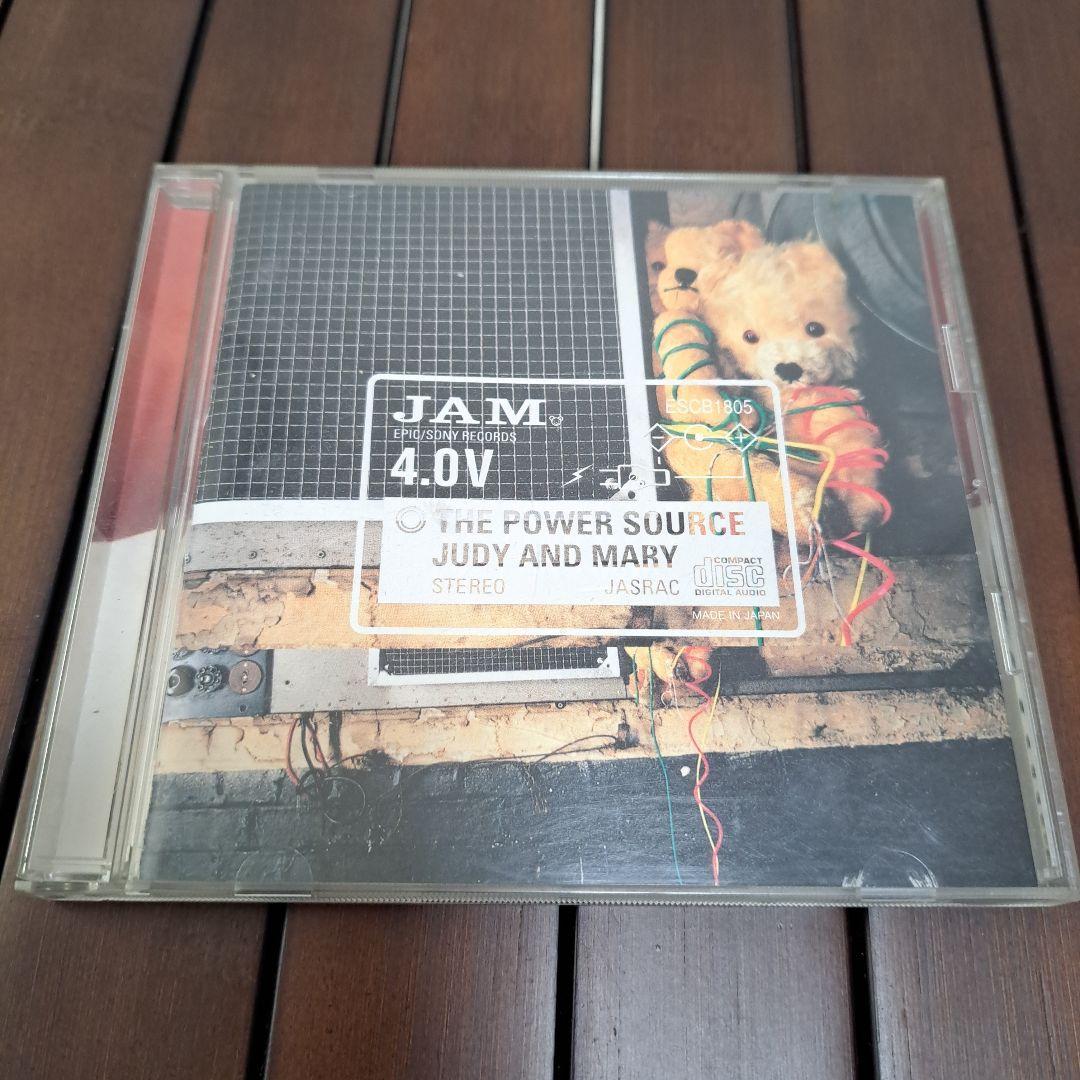 JAM
ESCB1805
EPIC/SONY RECORDS
4.0V
THE POWER SOURCE
JUDY AND MARY
STEREO JASRAC
COMPACT
disc
DIGITAL AUDIO
MADE IN JAPAN